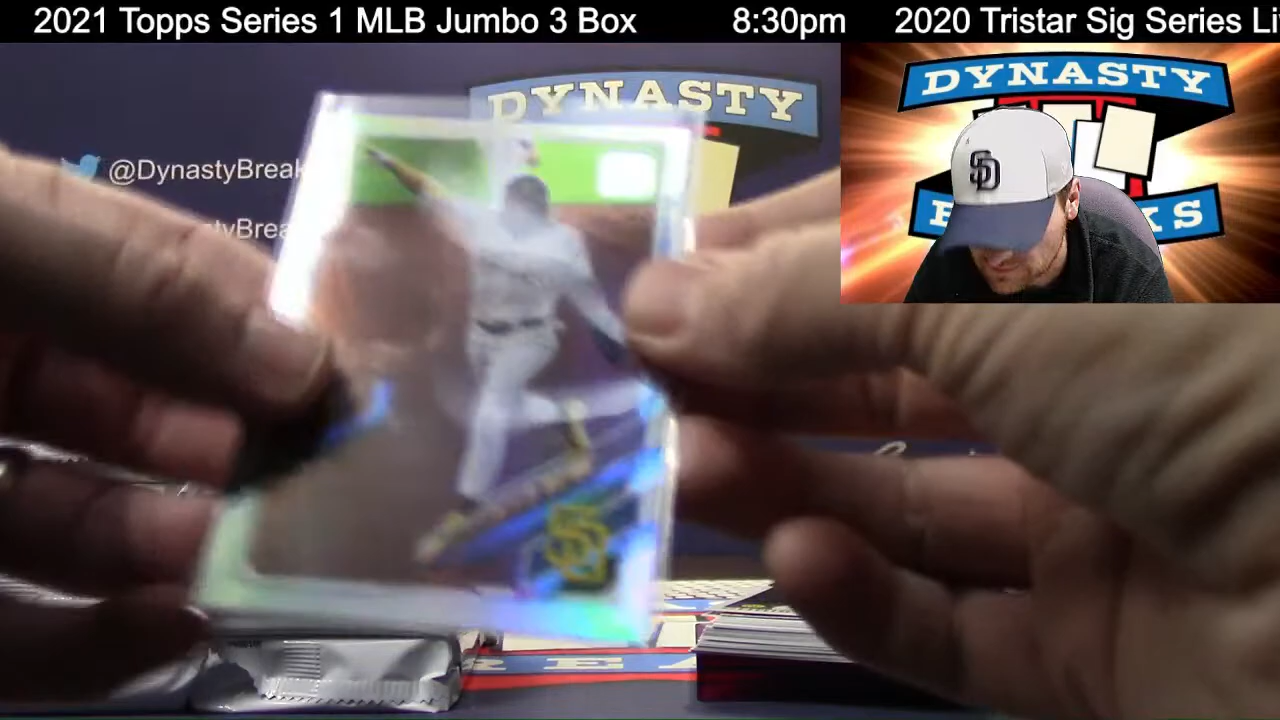 2021 Topps Series 1 MLB Jumbo 3 Box 8:30pm 2020 Tristar Sig Series Li
DYNASTY
DYNASTY
@DynastyBreak
SD
SD